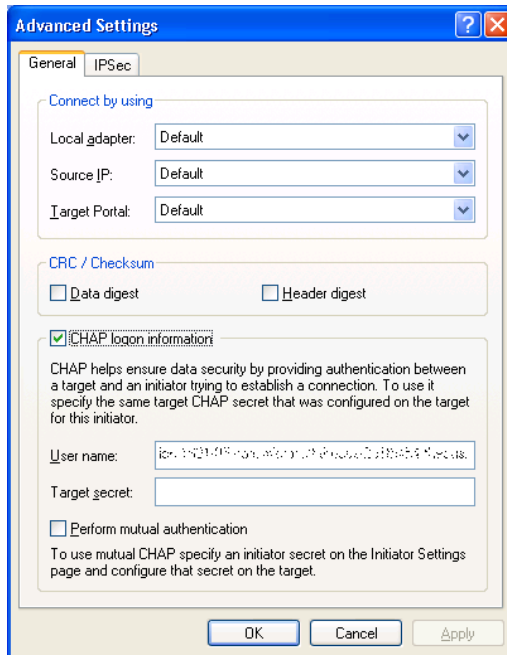 Advanced Settings
General IPSec
Connect by using
Local adapter: Default
Source IP: Default
Target Portal: Default
CRC / Checksum
Data digest Header digest
CHAP logon information
CHAP helps ensure data security by providing authentication between
a target and an initiator trying to establish a connection. To use it
specify the same target CHAP secret that was configured on the target
for this initiator.
User name:
Target secret:
Perform mutual authentication
To use mutual CHAP specify an initiator secret on the Initiator Settings
page and configure that secret on the target.
OK Cancel Apply